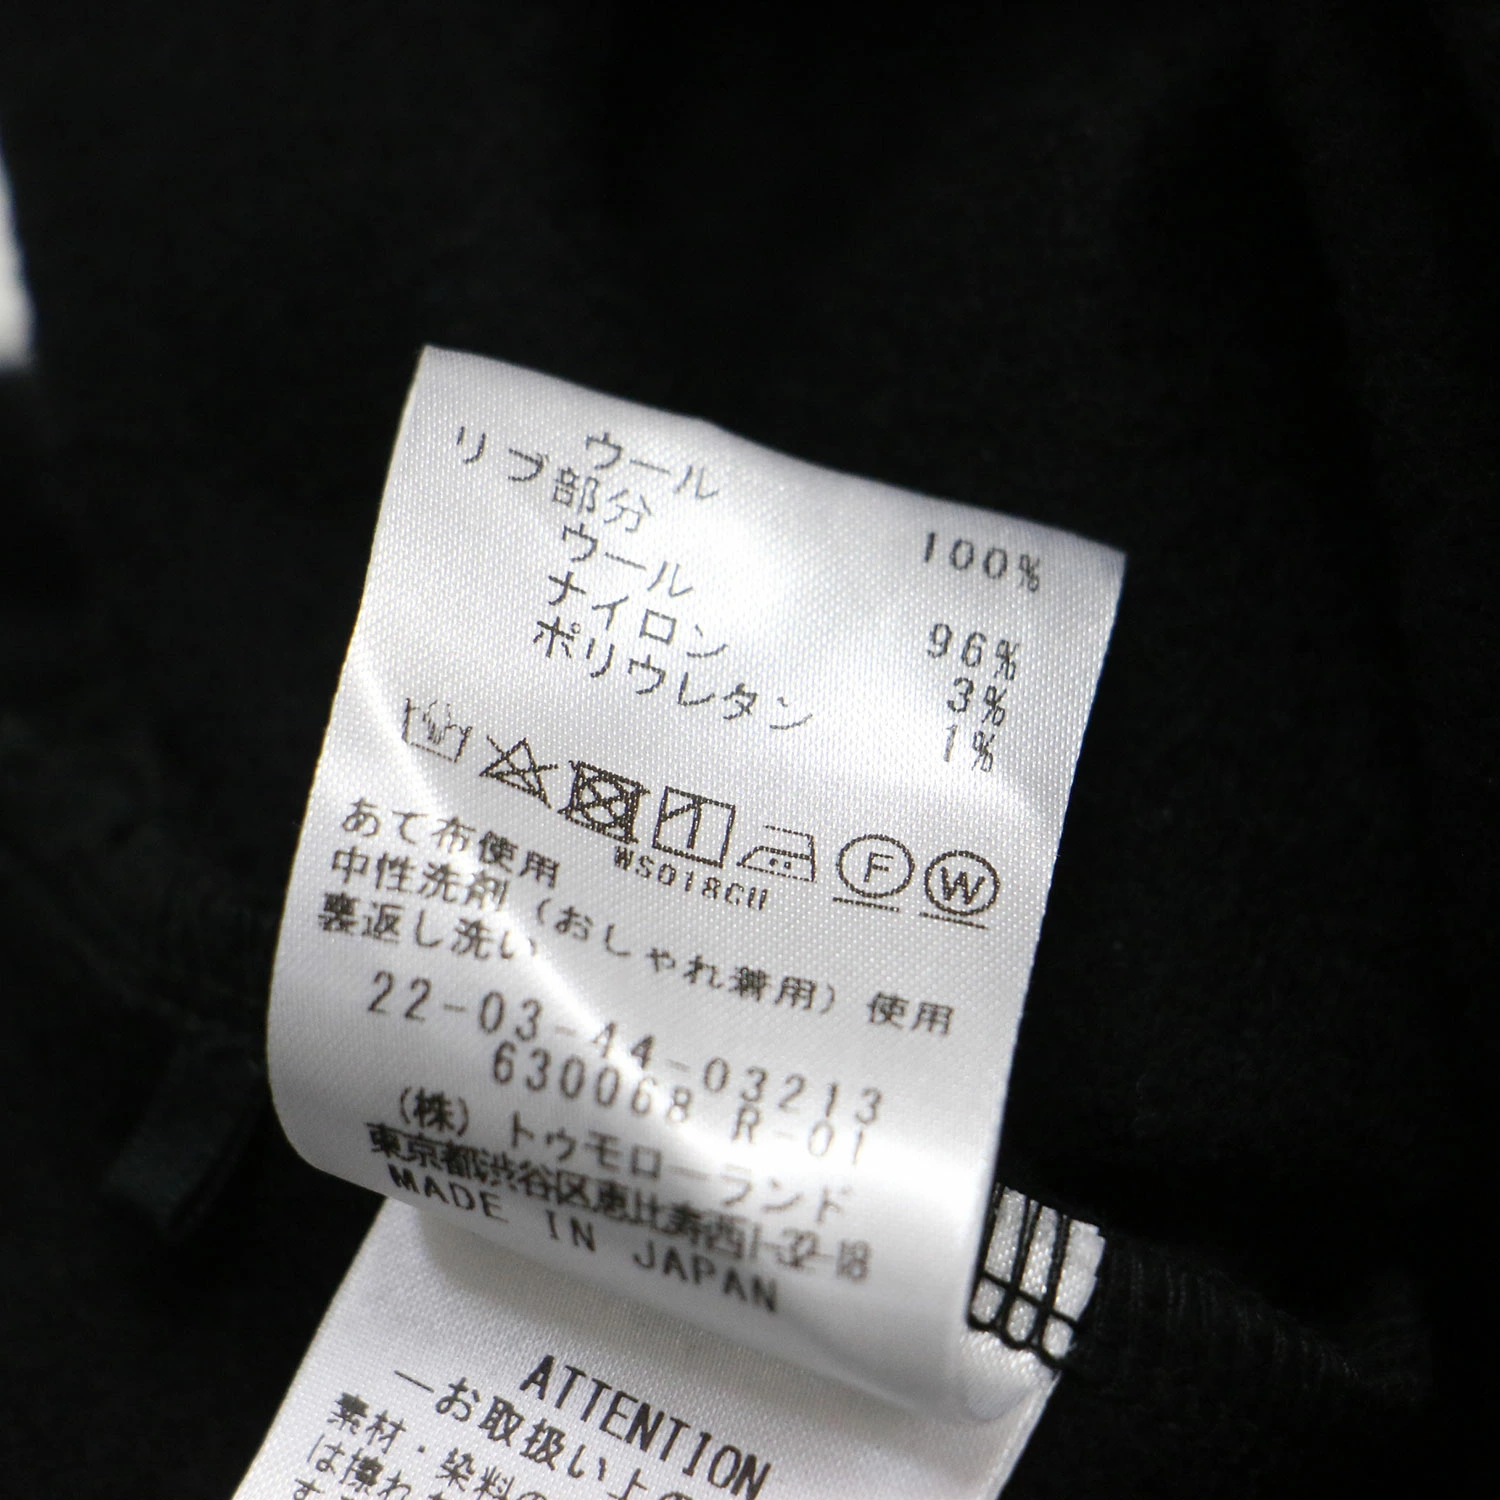 ウール 100%
リブ部分
ウール 96%
ナイロン 3%
ポリウレタン 1%
F W
WS018CU
あて布使用
中性洗剤（おしゃれ着用）使用
裏返し洗い
22-03-44-03213
630068 R-01
(株) トゥモローランド
東京都渋谷区恵比寿西1-32-18
MADE IN JAPAN
ATTENTION
―お取扱い上の
素材・染料の
は擦れ